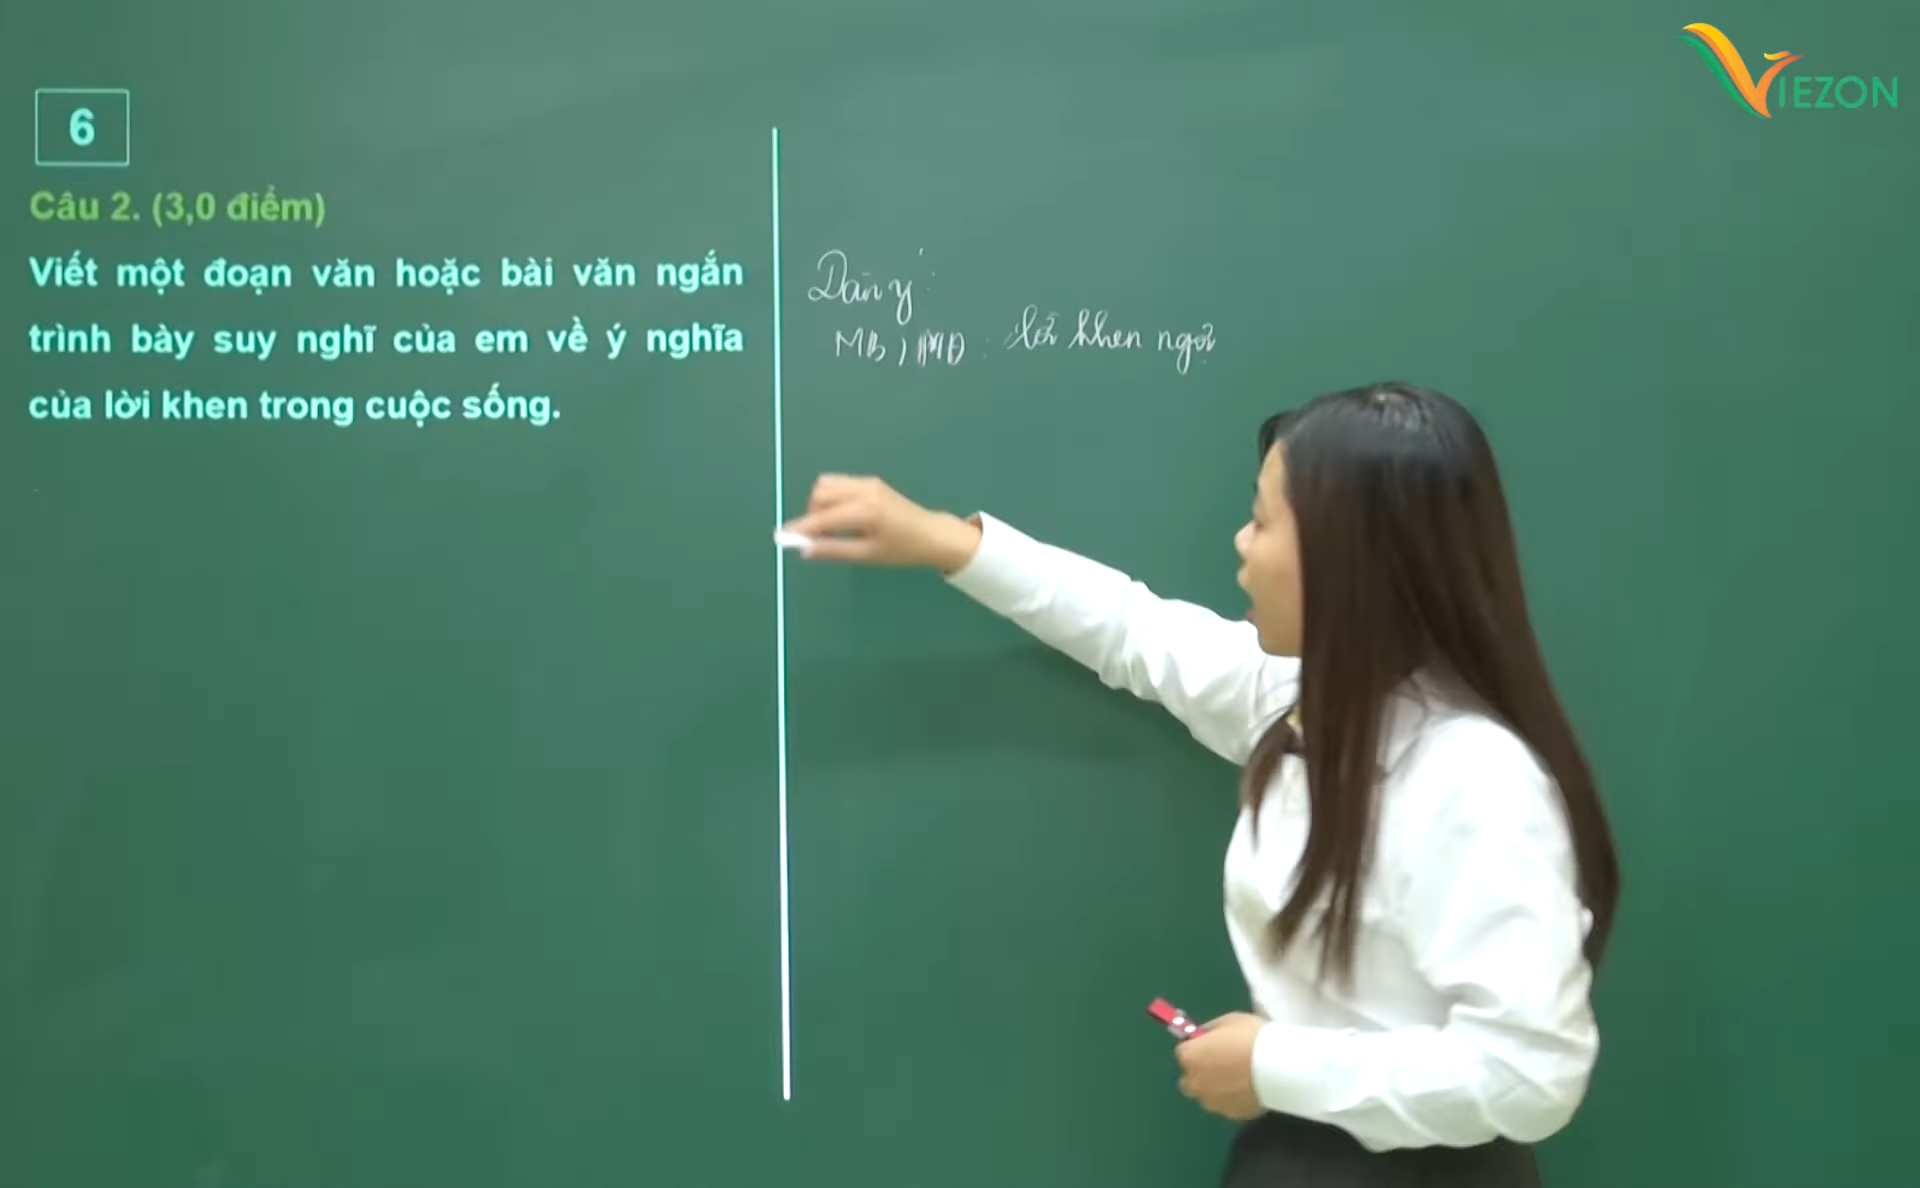 VIEZON
6
Câu 2. (3,0 điểm)
Viết một đoạn văn hoặc bài văn ngắn
trình bày suy nghĩ của em về ý nghĩa
của lời khen trong cuộc sống.
Dàn ý:
MB, MĐ: lời khen ngợi